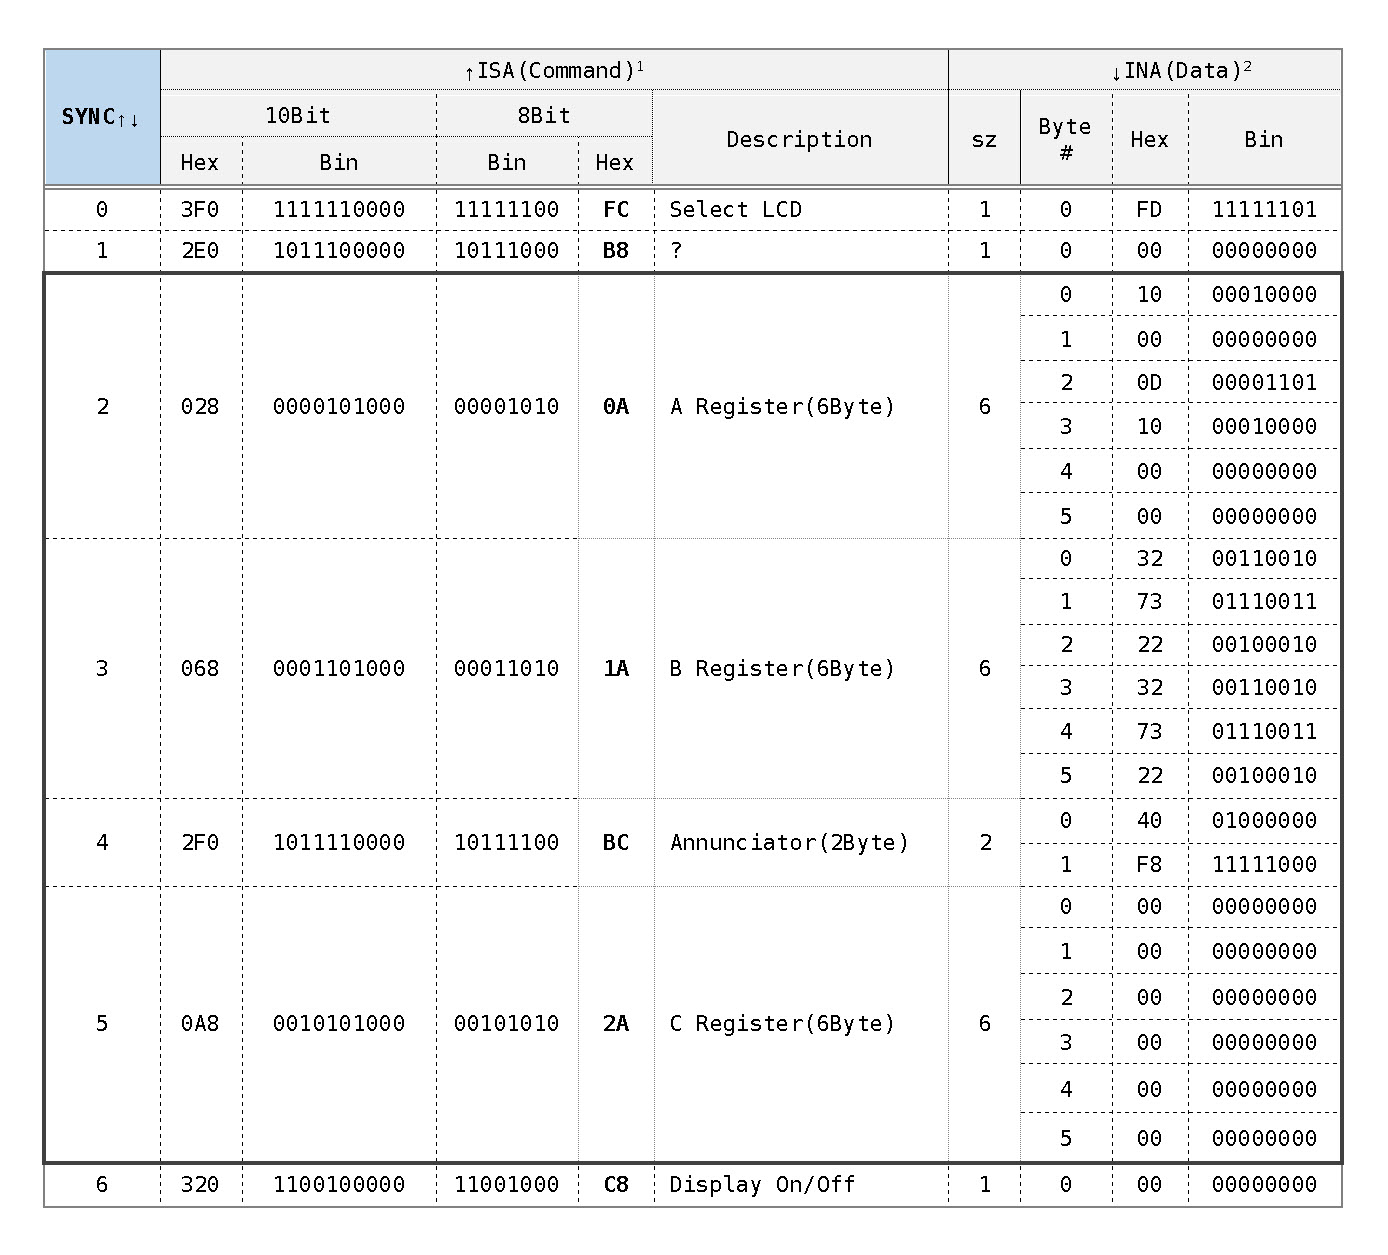 SYNC↑↓ ↑ISA(Command)¹ ↓INA(Data)²
10Bit 8Bit Description sz Byte # Hex Bin
Hex Bin Bin Hex
0 3F0 1111110000 11111100 FC Select LCD 1 0 FD 11111101
1 2E0 1011100000 10111000 B8 ? 1 0 00 00000000
2 028 0000101000 00001010 0A A Register(6Byte) 6
0 10 00010000
1 00 00000000
2 0D 00001101
3 10 00010000
4 00 00000000
5 00 00000000
3 068 0001101000 00011010 1A B Register(6Byte) 6
0 32 00110010
1 73 01110011
2 22 00100010
3 32 00110010
4 73 01110011
5 22 00100010
4 2F0 1011110000 10111100 BC Annunciator(2Byte) 2
0 40 01000000
1 F8 11111000
5 0A8 0010101000 00101010 2A C Register(6Byte) 6
0 00 00000000
1 00 00000000
2 00 00000000
3 00 00000000
4 00 00000000
5 00 00000000
6 320 1100100000 11001000 C8 Display On/Off 1 0 00 00000000